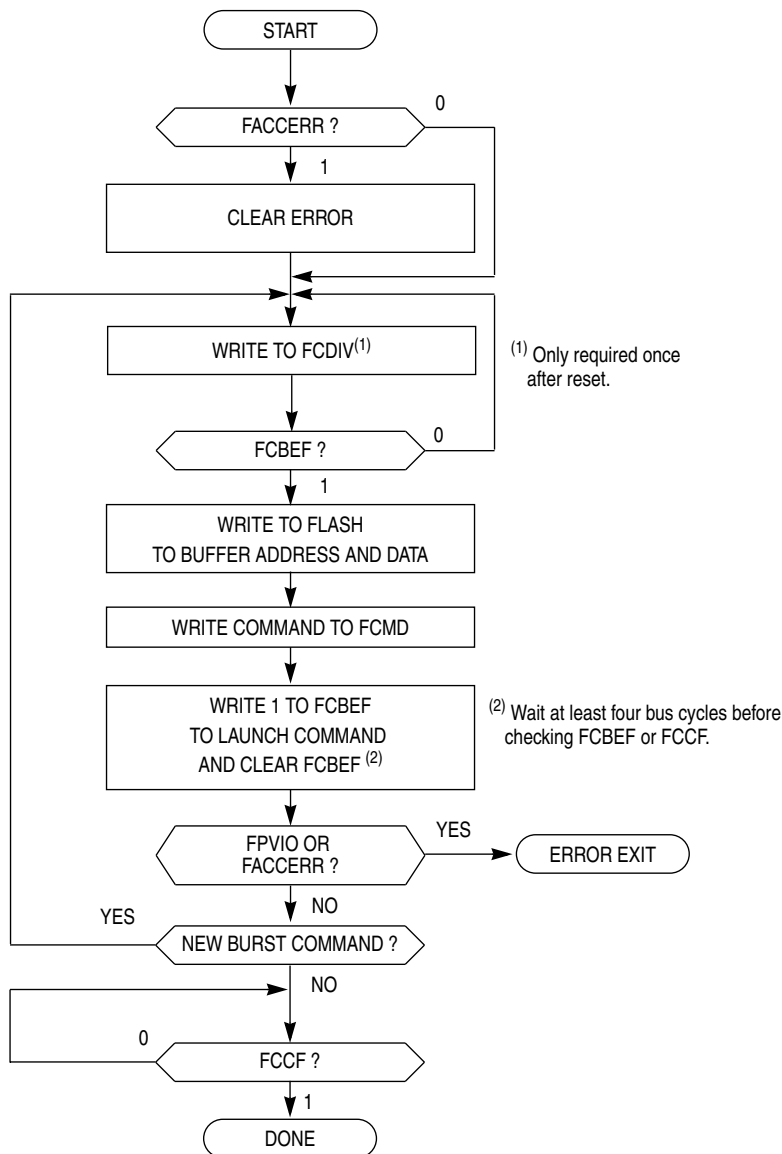 START
FACCERR ?
0
1
CLEAR ERROR
WRITE TO FCDIV(1)
(1) Only required once
after reset.
FCBEF ?
0
1
WRITE TO FLASH
TO BUFFER ADDRESS AND DATA
WRITE COMMAND TO FCMD
WRITE 1 TO FCBEF
TO LAUNCH COMMAND
AND CLEAR FCBEF (2)
(2) Wait at least four bus cycles before
checking FCBEF or FCCF.
FPVIO OR
FACCERR ?
YES
ERROR EXIT
NO
YES
NEW BURST COMMAND ?
NO
0
FCCF ?
1
DONE